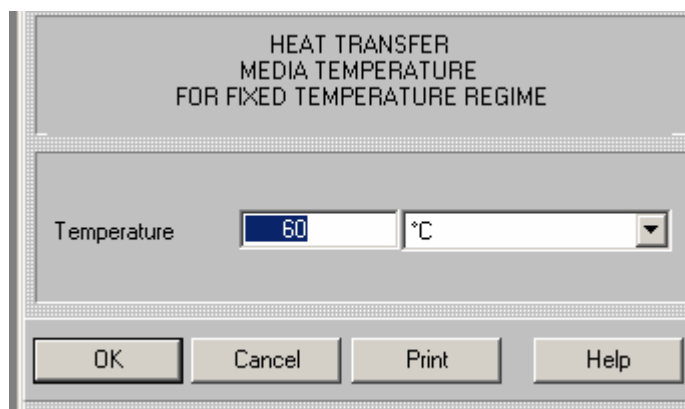 HEAT TRANSFER
MEDIA TEMPERATURE
FOR FIXED TEMPERATURE REGIME
Temperature 60 °C
OK Cancel Print Help